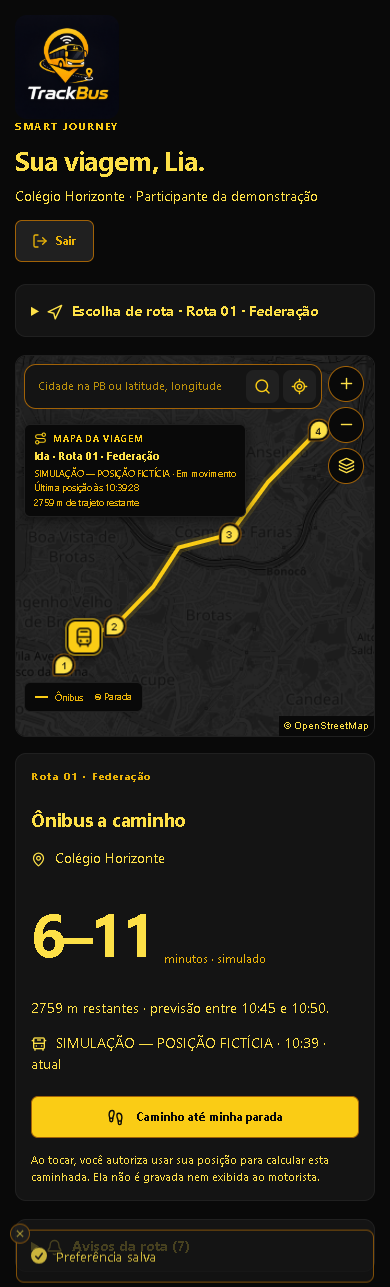 TrackBus
SMART JOURNEY
Sua viagem, Lia.
Colégio Horizonte · Participante da demonstração
Sair
Escolha de rota · Rota 01 · Federação
Cidade na PB ou latitude, longitude
MAPA DA VIAGEM
Ida · Rota 01 · Federação
SIMULAÇÃO — POSIÇÃO FICTÍCIA · Em movimento
Última posição às 10:39:28
2759 m de trajeto restante
4
3
Boa Vista de
Brotas
Bonocô
Brotas
2
1
Candeal
Ônibus
Parada
© OpenStreetMap
Rota 01 · Federação
Ônibus a caminho
Colégio Horizonte
6–11 minutos · simulado
2759 m restantes · previsão entre 10:45 e 10:50.
SIMULAÇÃO — POSIÇÃO FICTÍCIA · 10:39 ·
atual
Caminho até minha parada
Ao tocar, você autoriza usar sua posição para calcular esta
caminhada. Ela não é gravada nem exibida ao motorista.
Avisos da rota (7)
Preferência salva